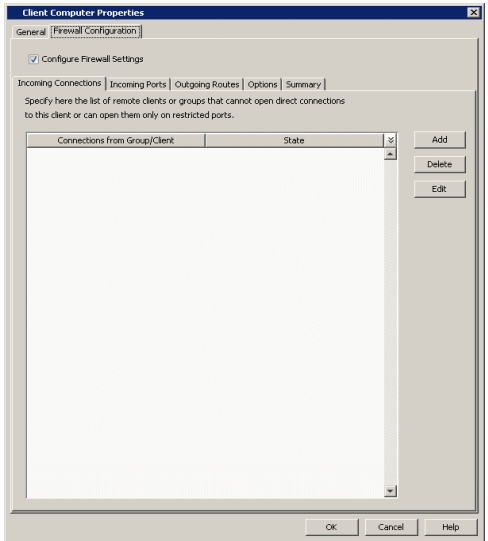 Client Computer Properties
General Firewall Configuration
Configure Firewall Settings
Incoming Connections Incoming Ports Outgoing Routes Options Summary
Specify here the list of remote clients or groups that cannot open direct connections
to this client or can open them only on restricted ports.
Connections from Group/Client State
Add
Delete
Edit
OK Cancel Help